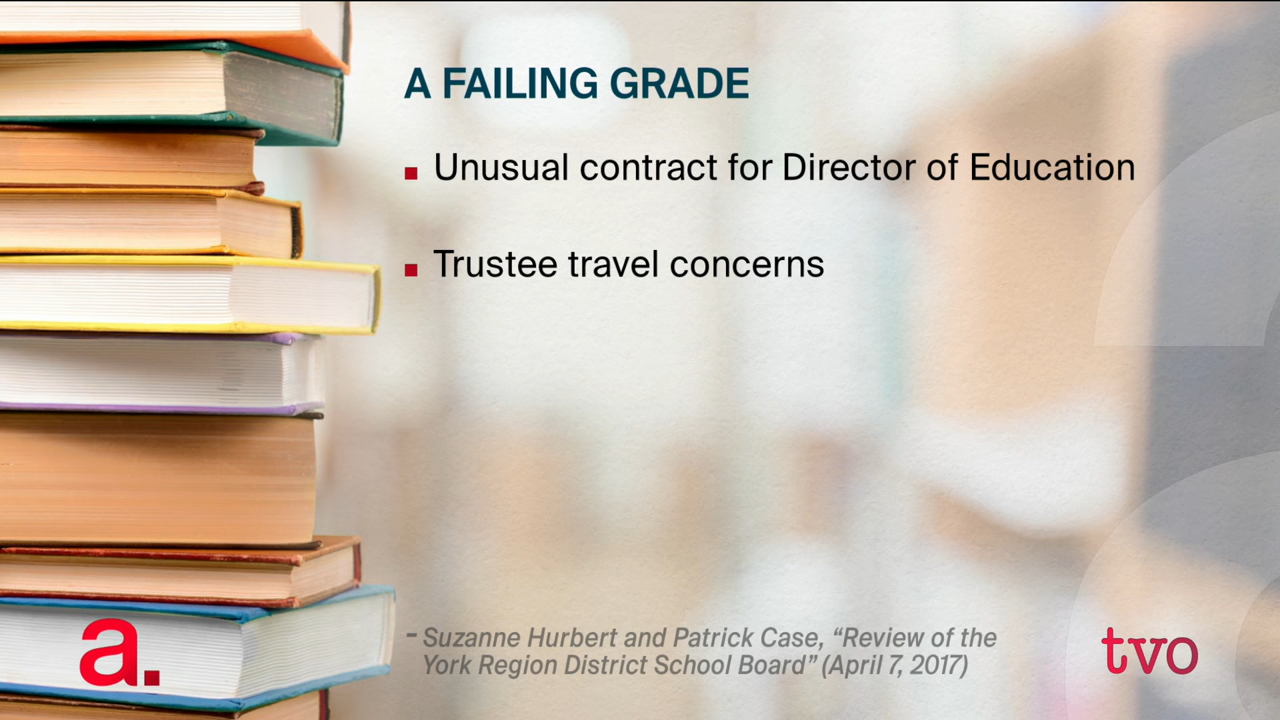 A FAILING GRADE
Unusual contract for Director of Education
Trustee travel concerns
- Suzanne Hurbert and Patrick Case, “Review of the
York Region District School Board” (April 7, 2017)
a.
tvo